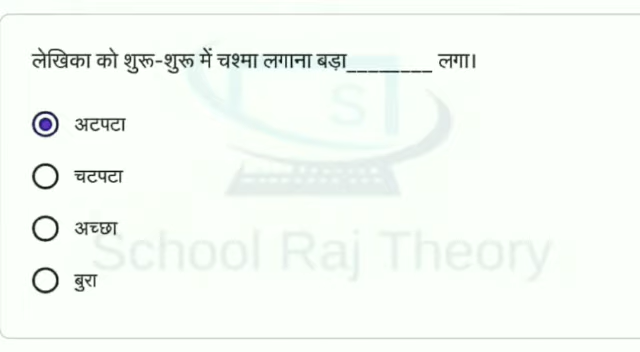 लेखिका को शुरू-शुरू में चश्मा लगाना बड़ा________ लगा।
अटपटा
चटपटा
अच्छा
बुरा
S
School Raj Theory